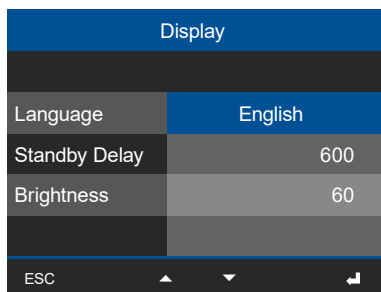 Display
Language English
Standby Delay 600
Brightness 60
ESC